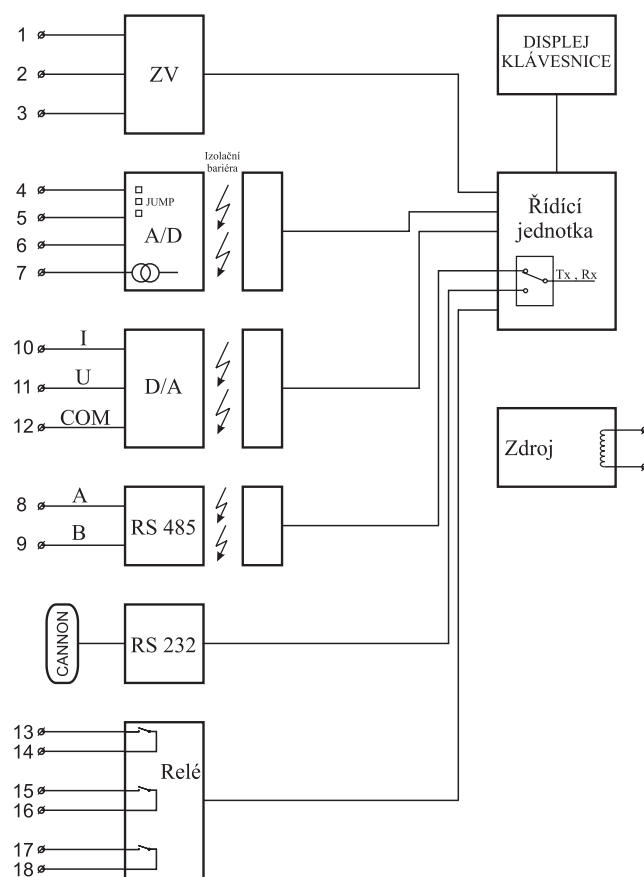 1
2
3
ZV
DISPLEJ
KLÁVESNICE
4
5
6
7
JUMP
A/D
Izolační
bariéra
Řídící
jednotka
Tx , Rx
10
I
11
U
12
COM
D/A
Zdroj
8
A
9
B
RS 485
CANNON
RS 232
13
14
15
16
17
18
Relé